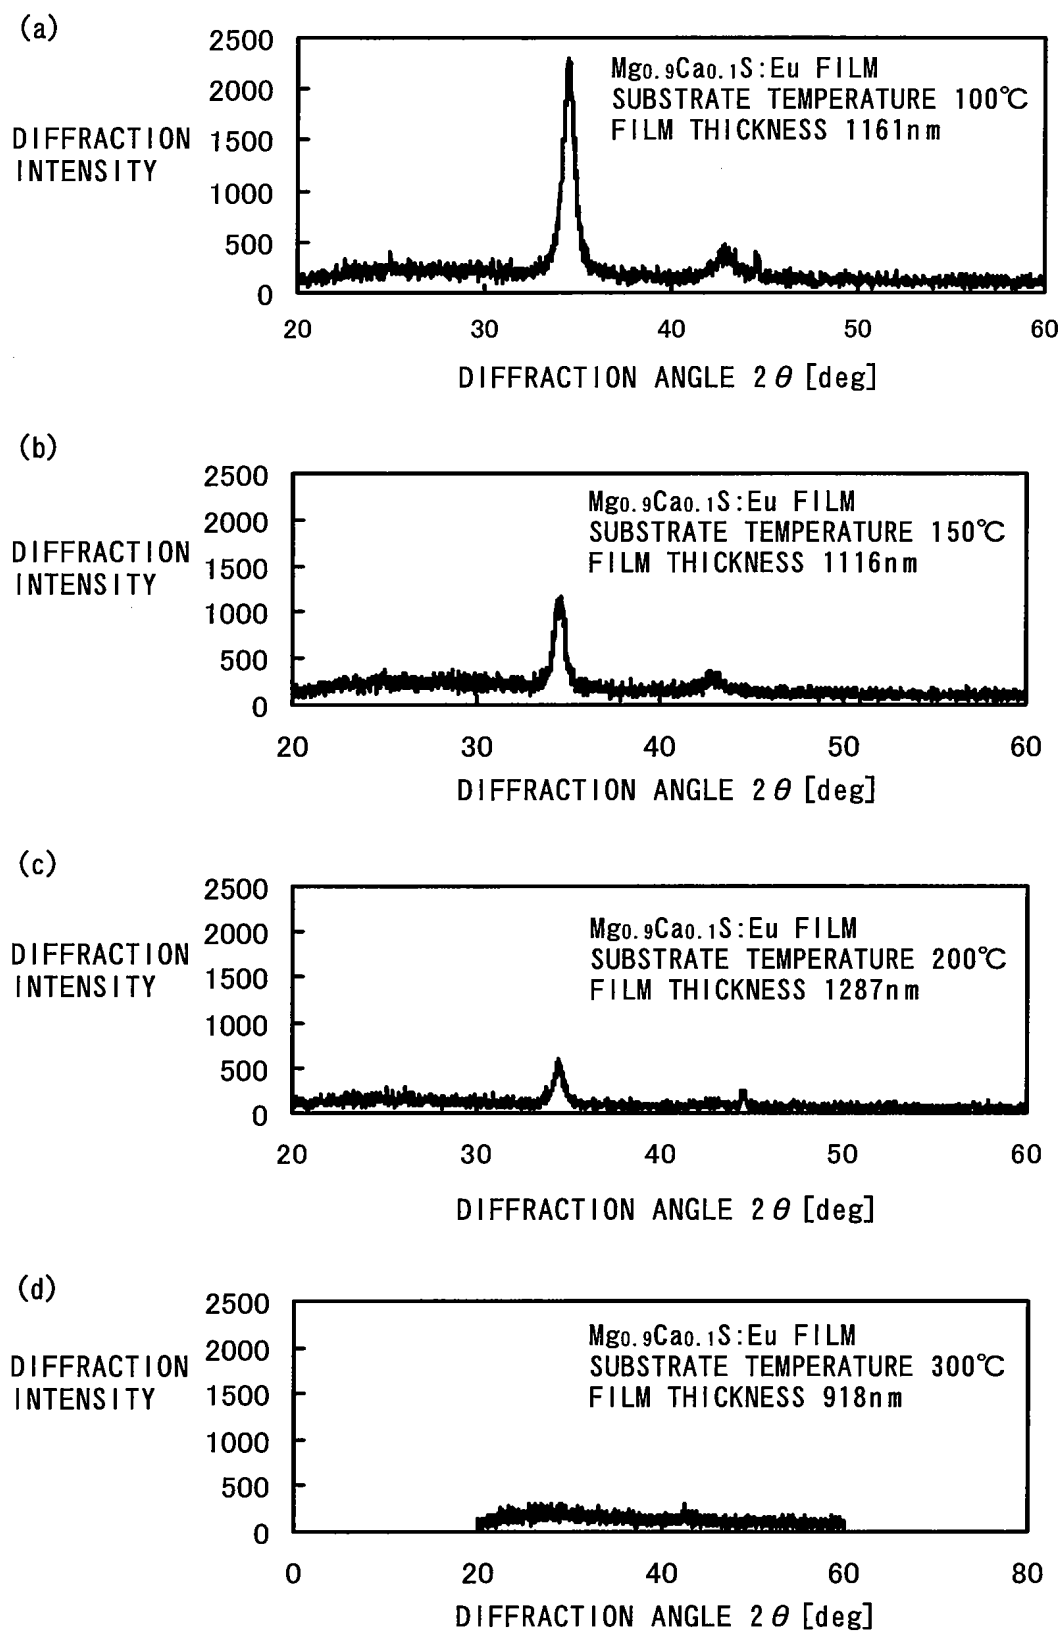 (a)
2500
2000
1500
1000
500
0
DIFFRACTION
INTENSITY
Mg0.9Ca0.1S:Eu FILM
SUBSTRATE TEMPERATURE 100℃
FILM THICKNESS 1161nm
20 30 40 50 60
DIFFRACTION ANGLE 2θ [deg]
(b)
2500
2000
1500
1000
500
0
DIFFRACTION
INTENSITY
Mg0.9Ca0.1S:Eu FILM
SUBSTRATE TEMPERATURE 150℃
FILM THICKNESS 1116nm
20 30 40 50 60
DIFFRACTION ANGLE 2θ [deg]
(c)
2500
2000
1500
1000
500
0
DIFFRACTION
INTENSITY
Mg0.9Ca0.1S:Eu FILM
SUBSTRATE TEMPERATURE 200℃
FILM THICKNESS 1287nm
20 30 40 50 60
DIFFRACTION ANGLE 2θ [deg]
(d)
2500
2000
1500
1000
500
0
DIFFRACTION
INTENSITY
Mg0.9Ca0.1S:Eu FILM
SUBSTRATE TEMPERATURE 300℃
FILM THICKNESS 918nm
0 20 40 60 80
DIFFRACTION ANGLE 2θ [deg]